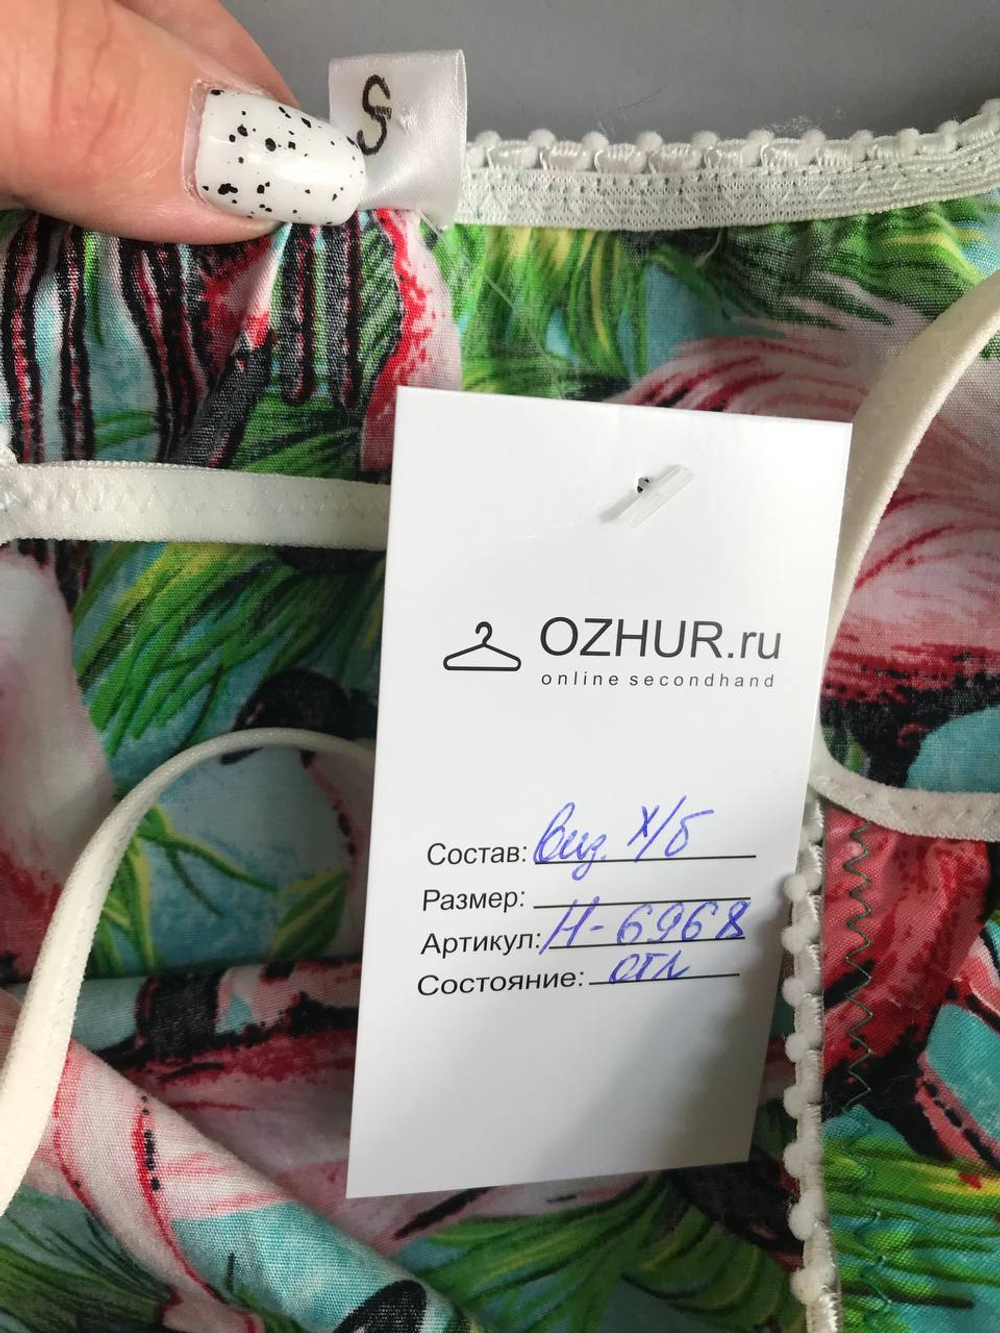 S
OZHUR.ru
online secondhand
Состав: виз. х/б
Размер:
Артикул: Н-6968
Состояние: отл